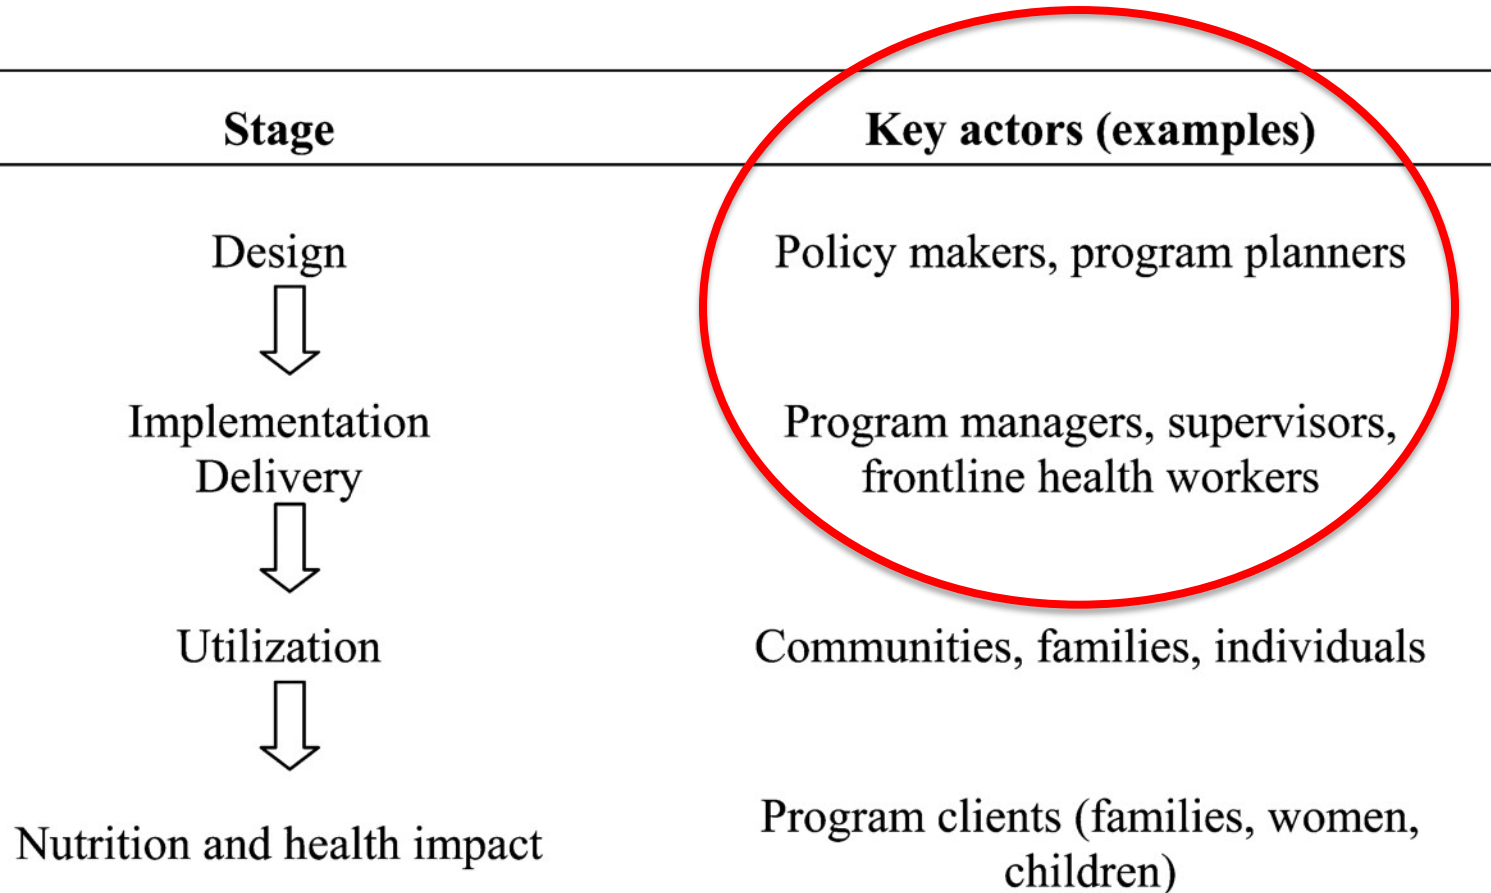 Stage
Key actors (examples)
Design
Policy makers, program planners
Implementation
Delivery
Program managers, supervisors,
frontline health workers
Utilization
Communities, families, individuals
Nutrition and health impact
Program clients (families, women,
children)